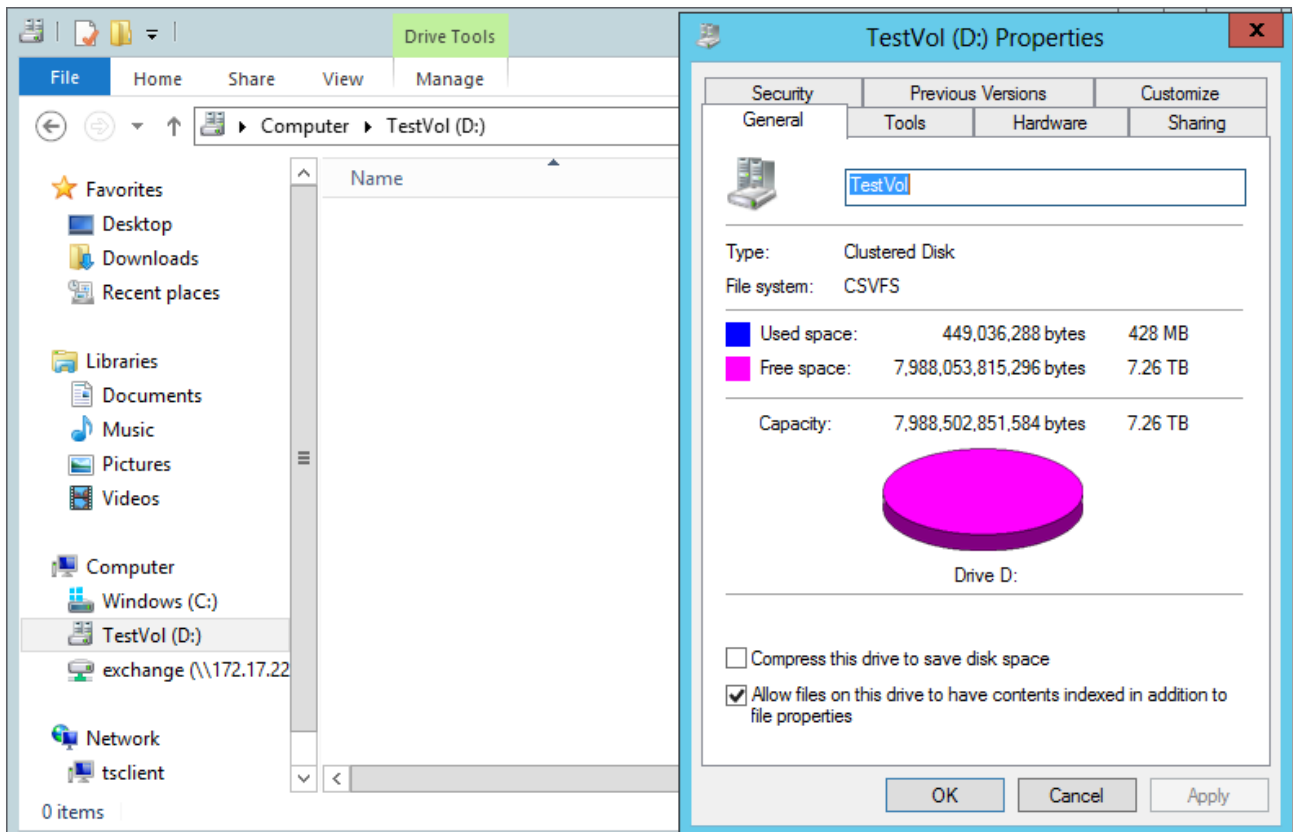 Drive Tools
File Home Share View Manage
Computer TestVol (D:)
Favorites
Desktop
Downloads
Recent places
Libraries
Documents
Music
Pictures
Videos
Computer
Windows (C:)
TestVol (D:)
exchange (\\172.17.22
Network
tsclient
0 items
Name
TestVol (D:) Properties
x
Security Previous Versions Customize
General Tools Hardware Sharing
TestVol
Type: Clustered Disk
File system: CSVFS
Used space: 449,036,288 bytes 428 MB
Free space: 7,988,053,815,296 bytes 7.26 TB
Capacity: 7,988,502,851,584 bytes 7.26 TB
Drive D:
Compress this drive to save disk space
Allow files on this drive to have contents indexed in addition to
file properties
OK Cancel Apply